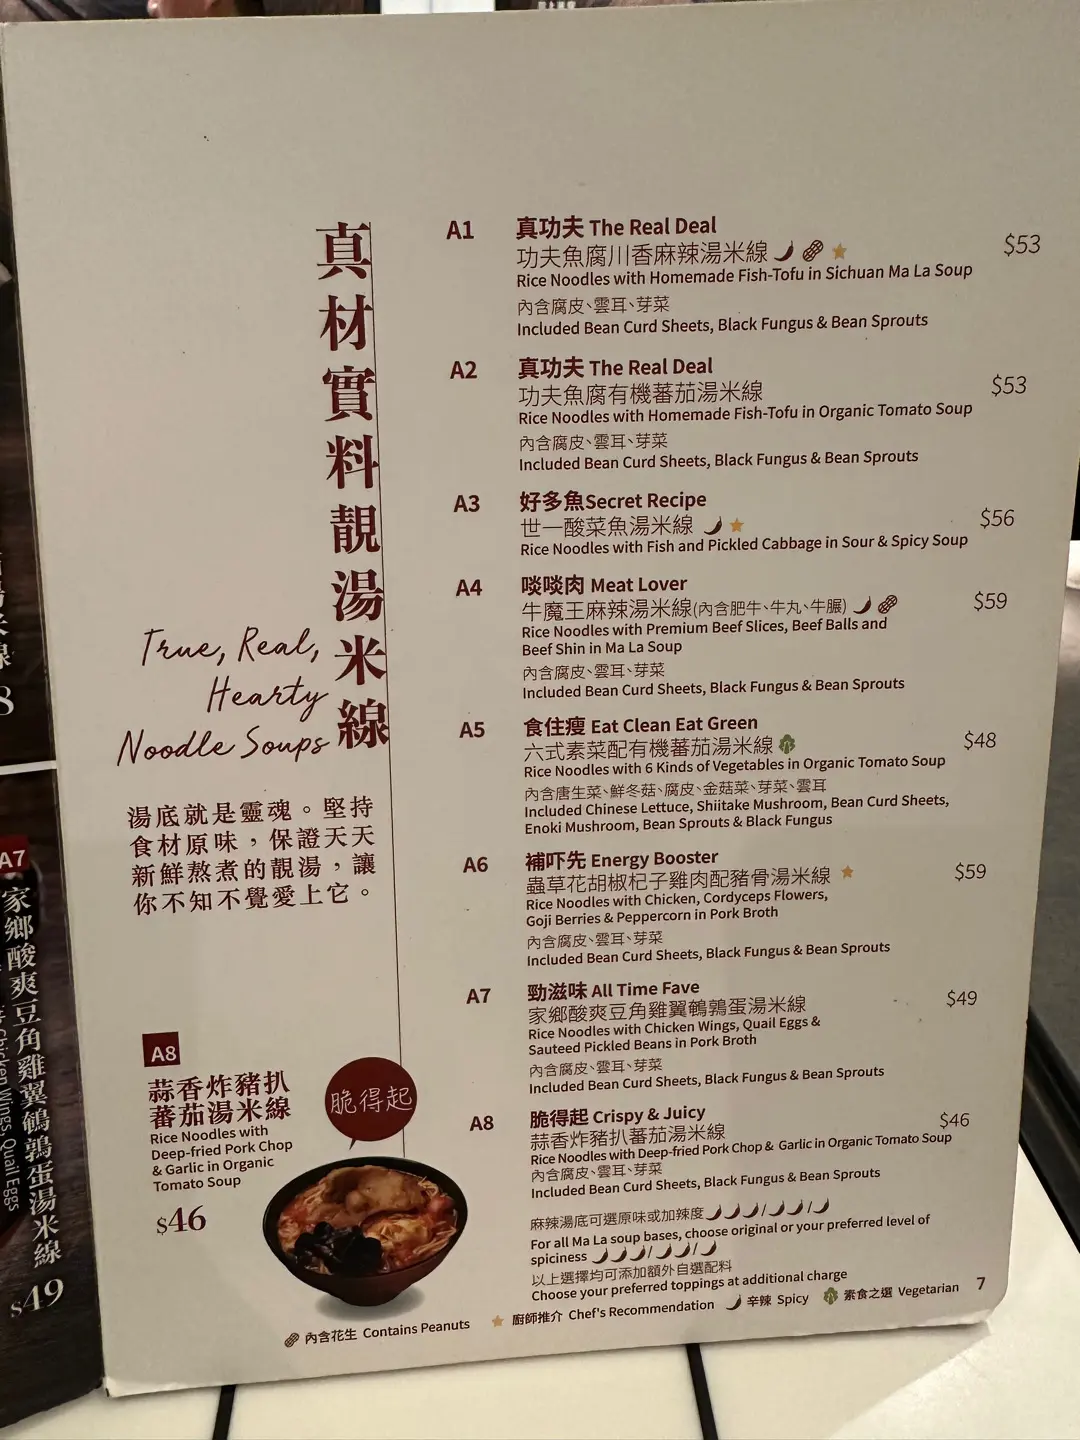 真材實料靚湯米線
True, Real,
Hearty
Noodle Soups
湯底就是靈魂。堅持
食材原味，保證天天
新鮮熬煮的靚湯，讓
你不知不覺愛上它。
A1 真功夫 The Real Deal
功夫魚腐川香麻辣湯米線 $53
Rice Noodles with Homemade Fish-Tofu in Sichuan Ma La Soup
內含腐皮、雲耳、芽菜
Included Bean Curd Sheets, Black Fungus & Bean Sprouts
A2 真功夫 The Real Deal
功夫魚腐有機蕃茄湯米線 $53
Rice Noodles with Homemade Fish-Tofu in Organic Tomato Soup
內含腐皮、雲耳、芽菜
Included Bean Curd Sheets, Black Fungus & Bean Sprouts
A3 好多魚Secret Recipe
世一酸菜魚湯米線 $56
Rice Noodles with Fish and Pickled Cabbage in Sour & Spicy Soup
A4 啖啖肉 Meat Lover
牛魔王麻辣湯米線(內含肥牛、牛丸、牛𦟌) $59
Rice Noodles with Premium Beef Slices, Beef Balls and
Beef Shin in Ma La Soup
內含腐皮、雲耳、芽菜
Included Bean Curd Sheets, Black Fungus & Bean Sprouts
A5 食住瘦 Eat Clean Eat Green
六式素菜配有機蕃茄湯米線 $48
Rice Noodles with 6 Kinds of Vegetables in Organic Tomato Soup
內含唐生菜、鮮冬菇、腐皮、金菇菜、芽菜、雲耳
Included Chinese Lettuce, Shiitake Mushroom, Bean Curd Sheets,
Enoki Mushroom, Bean Sprouts & Black Fungus
A6 補吓先 Energy Booster
蟲草花胡椒杞子雞肉配豬骨湯米線 $59
Rice Noodles with Chicken, Cordyceps Flowers,
Goji Berries & Peppercorn in Pork Broth
內含腐皮、雲耳、芽菜
Included Bean Curd Sheets, Black Fungus & Bean Sprouts
A7 勁滋味 All Time Fave
家鄉酸爽豆角雞翼鵪鶉蛋湯米線 $49
Rice Noodles with Chicken Wings, Quail Eggs &
Sauteed Pickled Beans in Pork Broth
內含腐皮、雲耳、芽菜
Included Bean Curd Sheets, Black Fungus & Bean Sprouts
A8 脆得起 Crispy & Juicy
蒜香炸豬扒蕃茄湯米線 $46
Rice Noodles with Deep-fried Pork Chop & Garlic in Organic Tomato Soup
內含腐皮、雲耳、芽菜
Included Bean Curd Sheets, Black Fungus & Bean Sprouts
麻辣湯底可選原味或加辣度 / /
For all Ma La soup bases, choose original or your preferred level of
spiciness / /
以上選擇均可添加額外自選配料
Choose your preferred toppings at additional charge
A8
蒜香炸豬扒
蕃茄湯米線
Rice Noodles with
Deep-fried Pork Chop
& Garlic in Organic
Tomato Soup
$46
脆得起
內含花生 Contains Peanuts 廚師推介 Chef's Recommendation 辛辣 Spicy 素食之選 Vegetarian 7
A7
家鄉酸爽豆角雞翼鵪鶉蛋湯米線
Chicken Wings, Quail Eggs
$49
湯米線
8